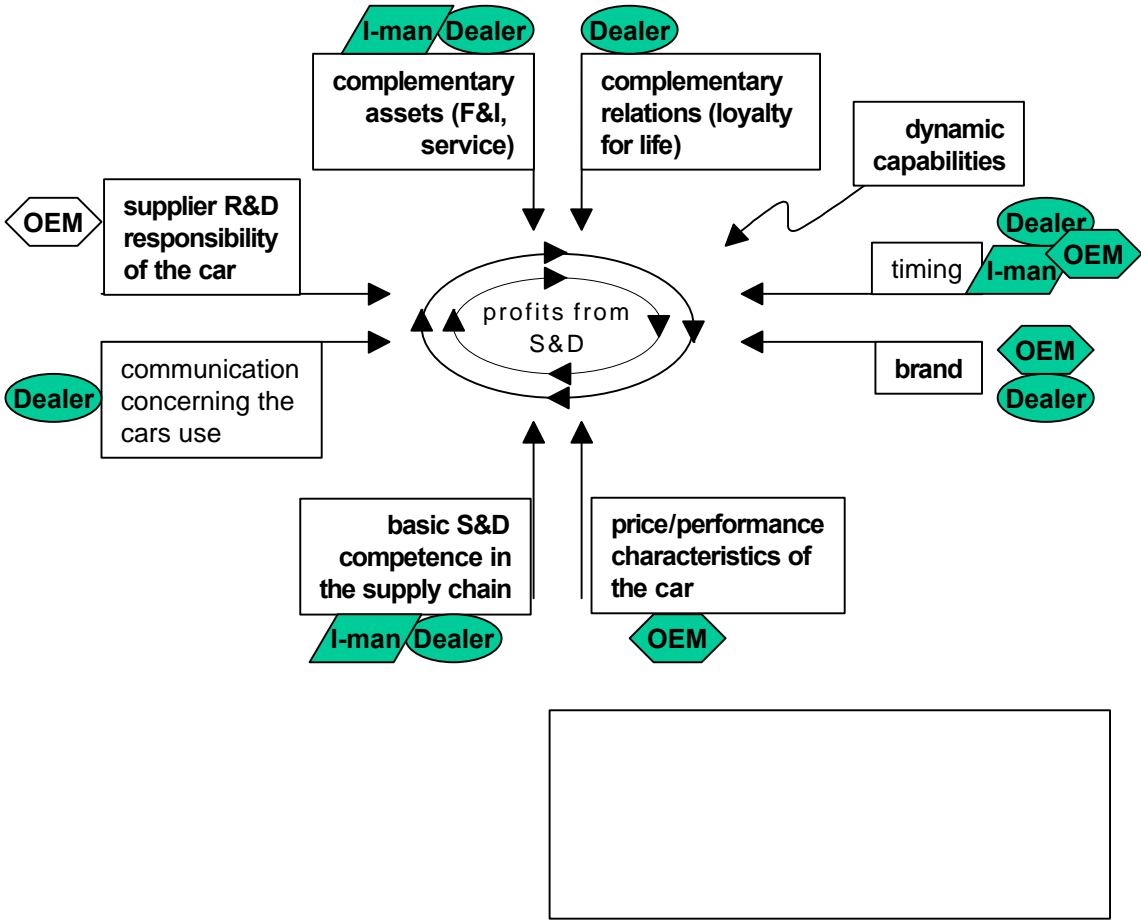 I-man Dealer
complementary
assets (F&I,
service)
Dealer
complementary
relations (loyalty
for life)
dynamic
capabilities
OEM
supplier R&D
responsibility
of the car
Dealer
timing
I-man
OEM
profits from
S&D
Dealer
communication
concerning the
cars use
brand
OEM
Dealer
basic S&D
competence in
the supply chain
I-man Dealer
price/performance
characteristics of
the car
OEM